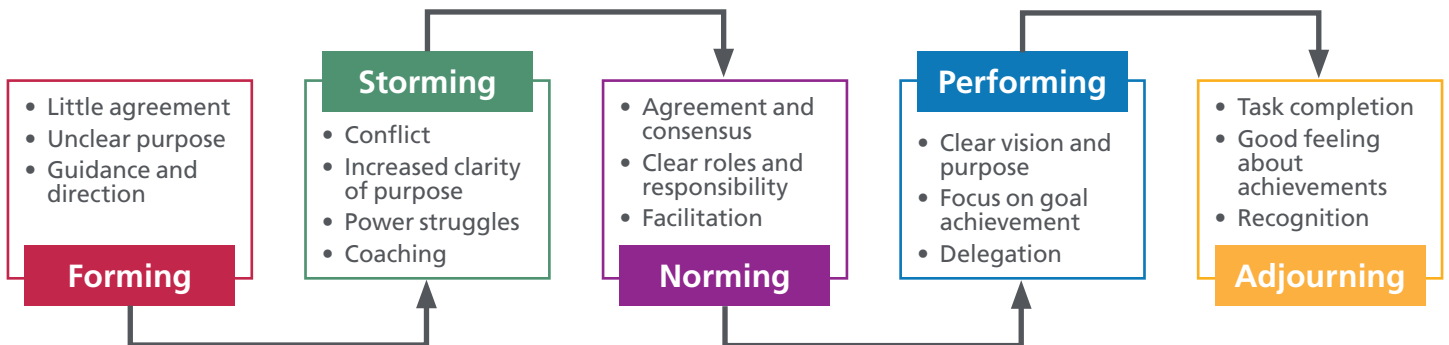 • Little agreement
• Unclear purpose
• Guidance and
direction
Forming
Storming
• Conflict
• Increased clarity
of purpose
• Power struggles
• Coaching
• Agreement and
consensus
• Clear roles and
responsibility
• Facilitation
Norming
Performing
• Clear vision and
purpose
• Focus on goal
achievement
• Delegation
• Task completion
• Good feeling
about
achievements
• Recognition
Adjourning